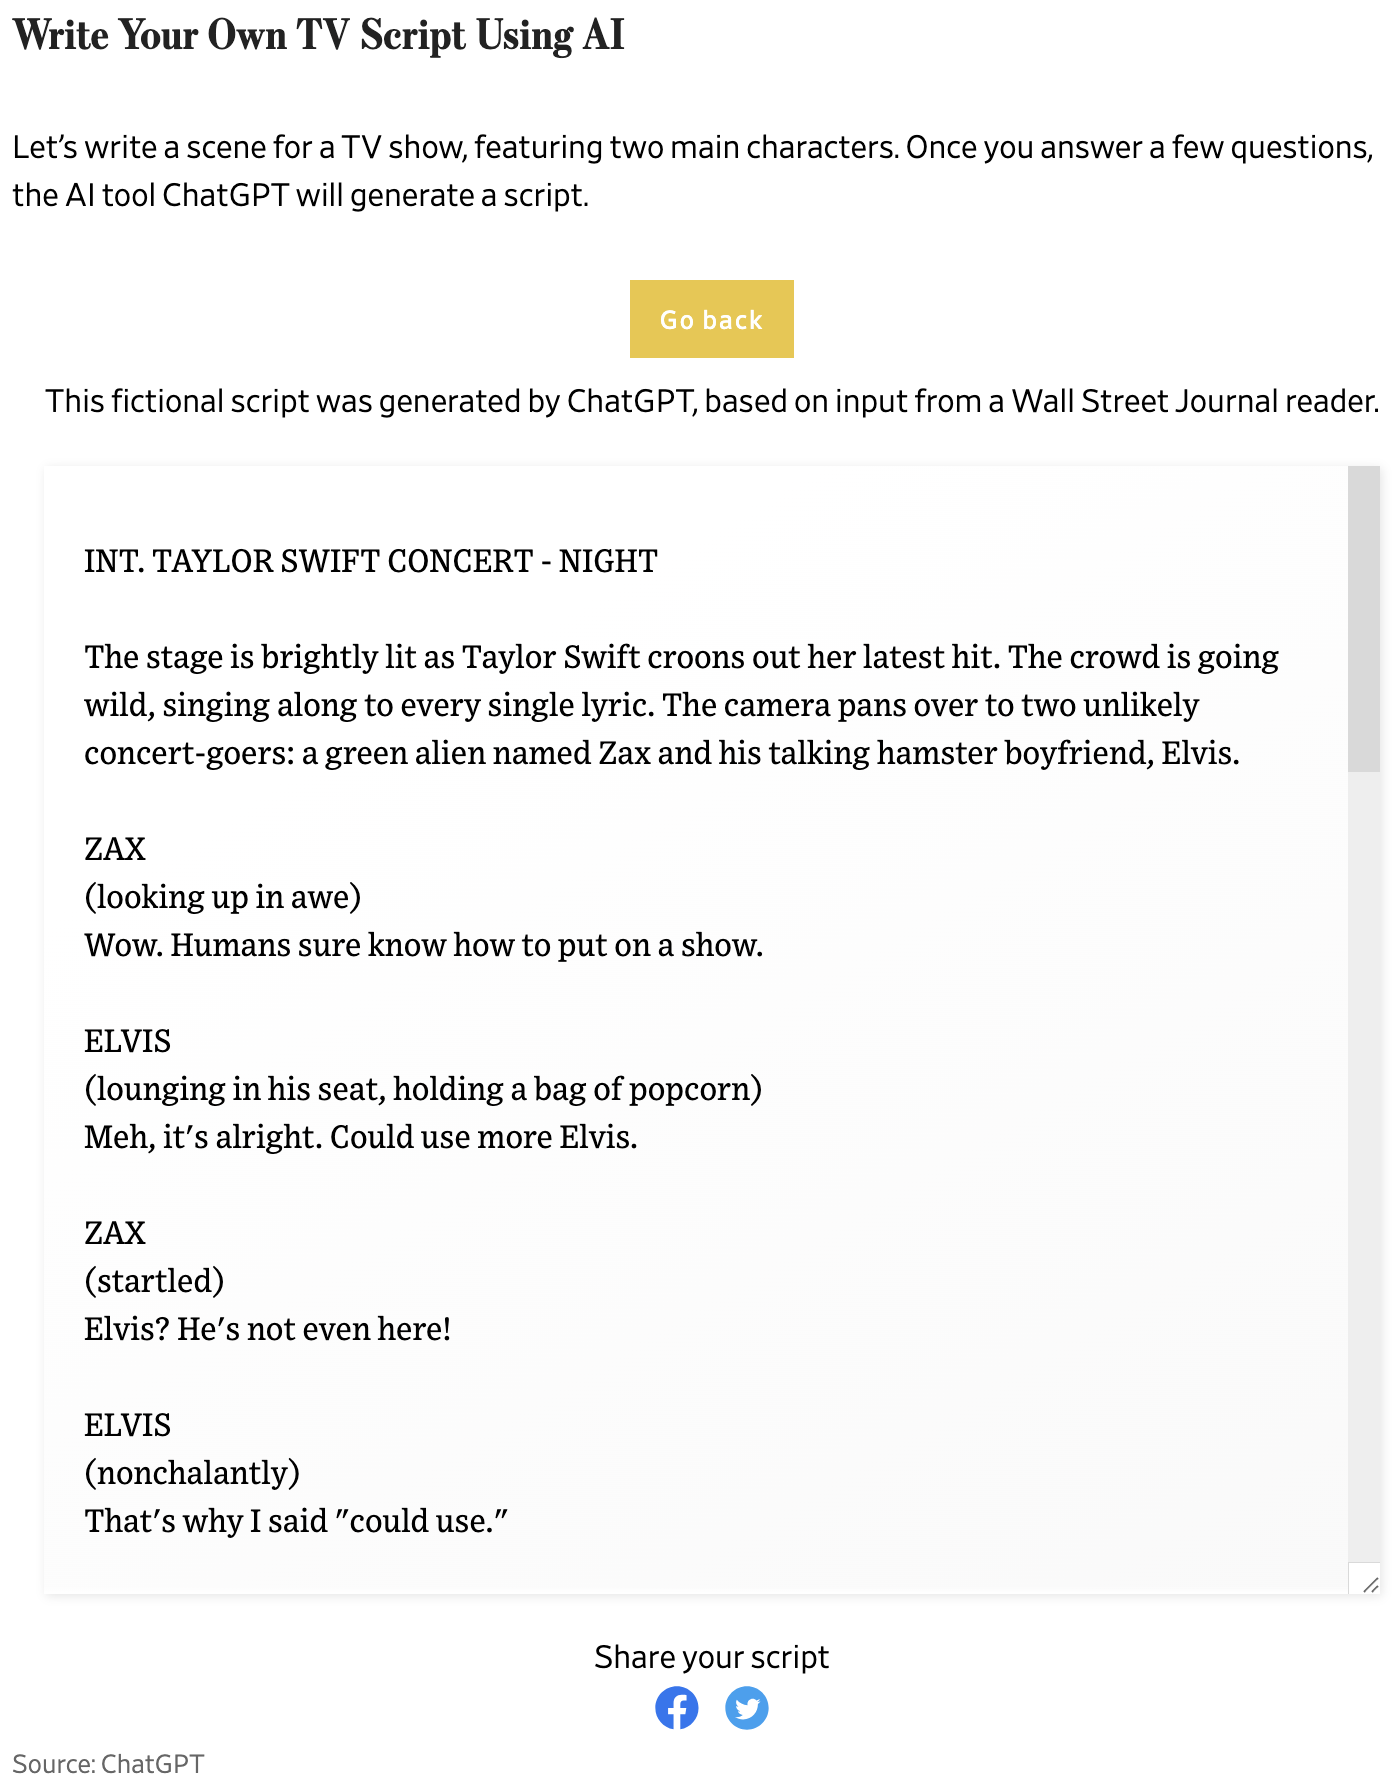 Write Your Own TV Script Using AI
Let’s write a scene for a TV show, featuring two main characters. Once you answer a few questions,
the AI tool ChatGPT will generate a script.
Go back
This fictional script was generated by ChatGPT, based on input from a Wall Street Journal reader.
INT. TAYLOR SWIFT CONCERT - NIGHT
The stage is brightly lit as Taylor Swift croons out her latest hit. The crowd is going
wild, singing along to every single lyric. The camera pans over to two unlikely
concert-goers: a green alien named Zax and his talking hamster boyfriend, Elvis.
ZAX
(looking up in awe)
Wow. Humans sure know how to put on a show.
ELVIS
(lounging in his seat, holding a bag of popcorn)
Meh, it's alright. Could use more Elvis.
ZAX
(startled)
Elvis? He's not even here!
ELVIS
(nonchalantly)
That's why I said "could use."
Share your script
Source: ChatGPT